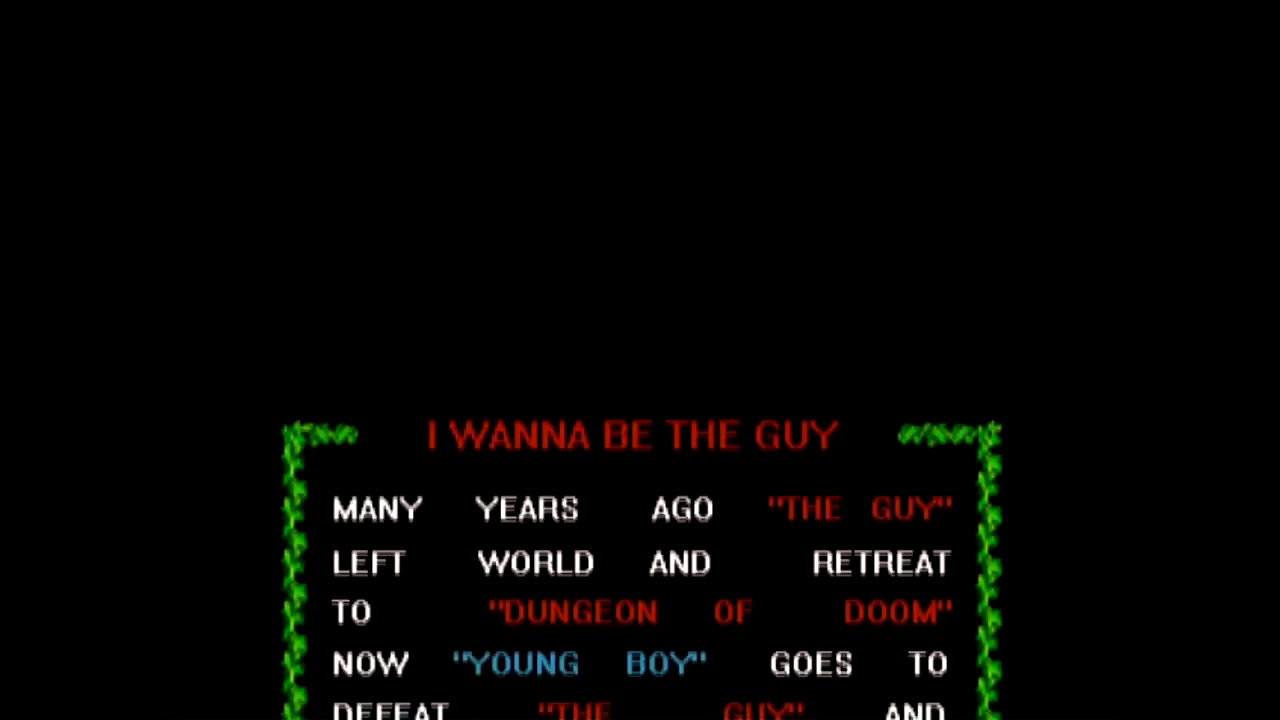 I WANNA BE THE GUY
MANY YEARS AGO "THE GUY"
LEFT WORLD AND RETREAT
TO "DUNGEON OF DOOM"
NOW "YOUNG BOY" GOES TO
DEFEAT "THE GUY" AND